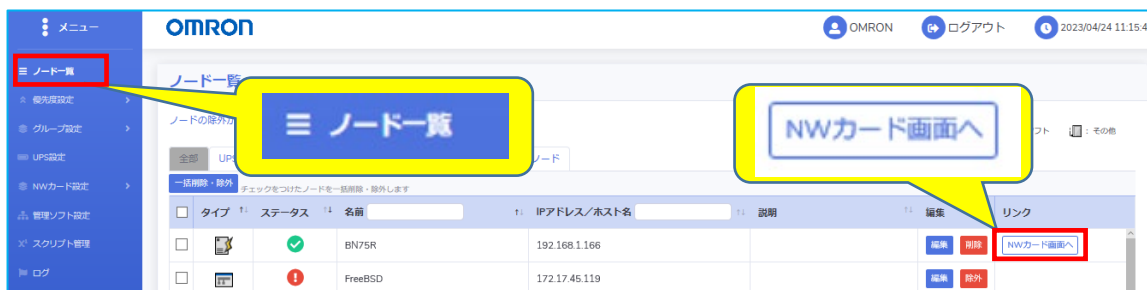 メニュー
OMRON
OMRON
ログアウト
2023/04/24 11:15:4
ノード一覧
ノード一覧
優先度設定
グループ設定
UPS設定
NWカード設定
管理ソフト設定
スクリプト管理
ログ
ノードの除外か
ノード一覧
NWカード画面へ
フト
：その他
全部
UPS
ノード
一括削除・除外
チェックをつけたノードを一括削除・除外します
タイプ ステータス 名前 IPアドレス／ホスト名 説明 編集 リンク
BN75R 192.168.1.166 編集 削除 NWカード画面へ
FreeBSD 172.17.45.119 編集 除外